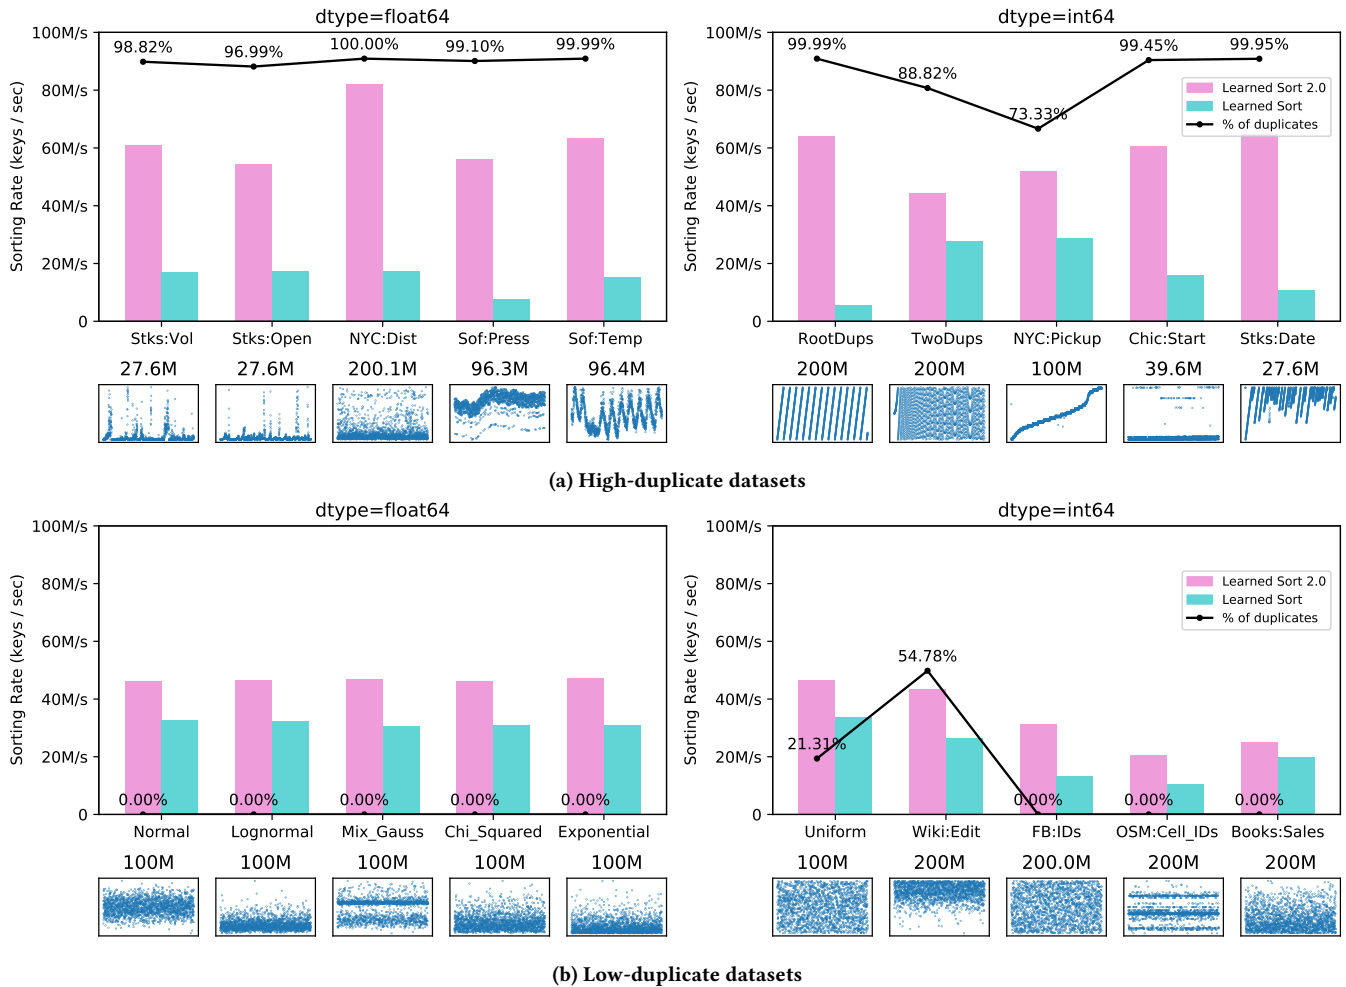 dtype=float64
100M/s
80M/s
60M/s
40M/s
20M/s
0
Sorting Rate (keys / sec)
98.82%
96.99%
100.00%
99.10%
99.99%
Stks:Vol
Stks:Open
NYC:Dist
Sof:Press
Sof:Temp
27.6M
27.6M
200.1M
96.3M
96.4M
dtype=int64
100M/s
80M/s
60M/s
40M/s
20M/s
0
Sorting Rate (keys / sec)
99.99%
88.82%
73.33%
99.45%
99.95%
Learned Sort 2.0
Learned Sort
% of duplicates
RootDups
TwoDups
NYC:Pickup
Chic:Start
Stks:Date
200M
200M
100M
39.6M
27.6M
(a) High-duplicate datasets
dtype=float64
100M/s
80M/s
60M/s
40M/s
20M/s
0
Sorting Rate (keys / sec)
0.00%
0.00%
0.00%
0.00%
0.00%
Normal
Lognormal
Mix_Gauss
Chi_Squared
Exponential
100M
100M
100M
100M
100M
dtype=int64
100M/s
80M/s
60M/s
40M/s
20M/s
0
Sorting Rate (keys / sec)
21.31%
54.78%
0.00%
0.00%
0.00%
Learned Sort 2.0
Learned Sort
% of duplicates
Uniform
Wiki:Edit
FB:IDs
OSM:Cell_IDs
Books:Sales
100M
200M
200.0M
200M
200M
(b) Low-duplicate datasets